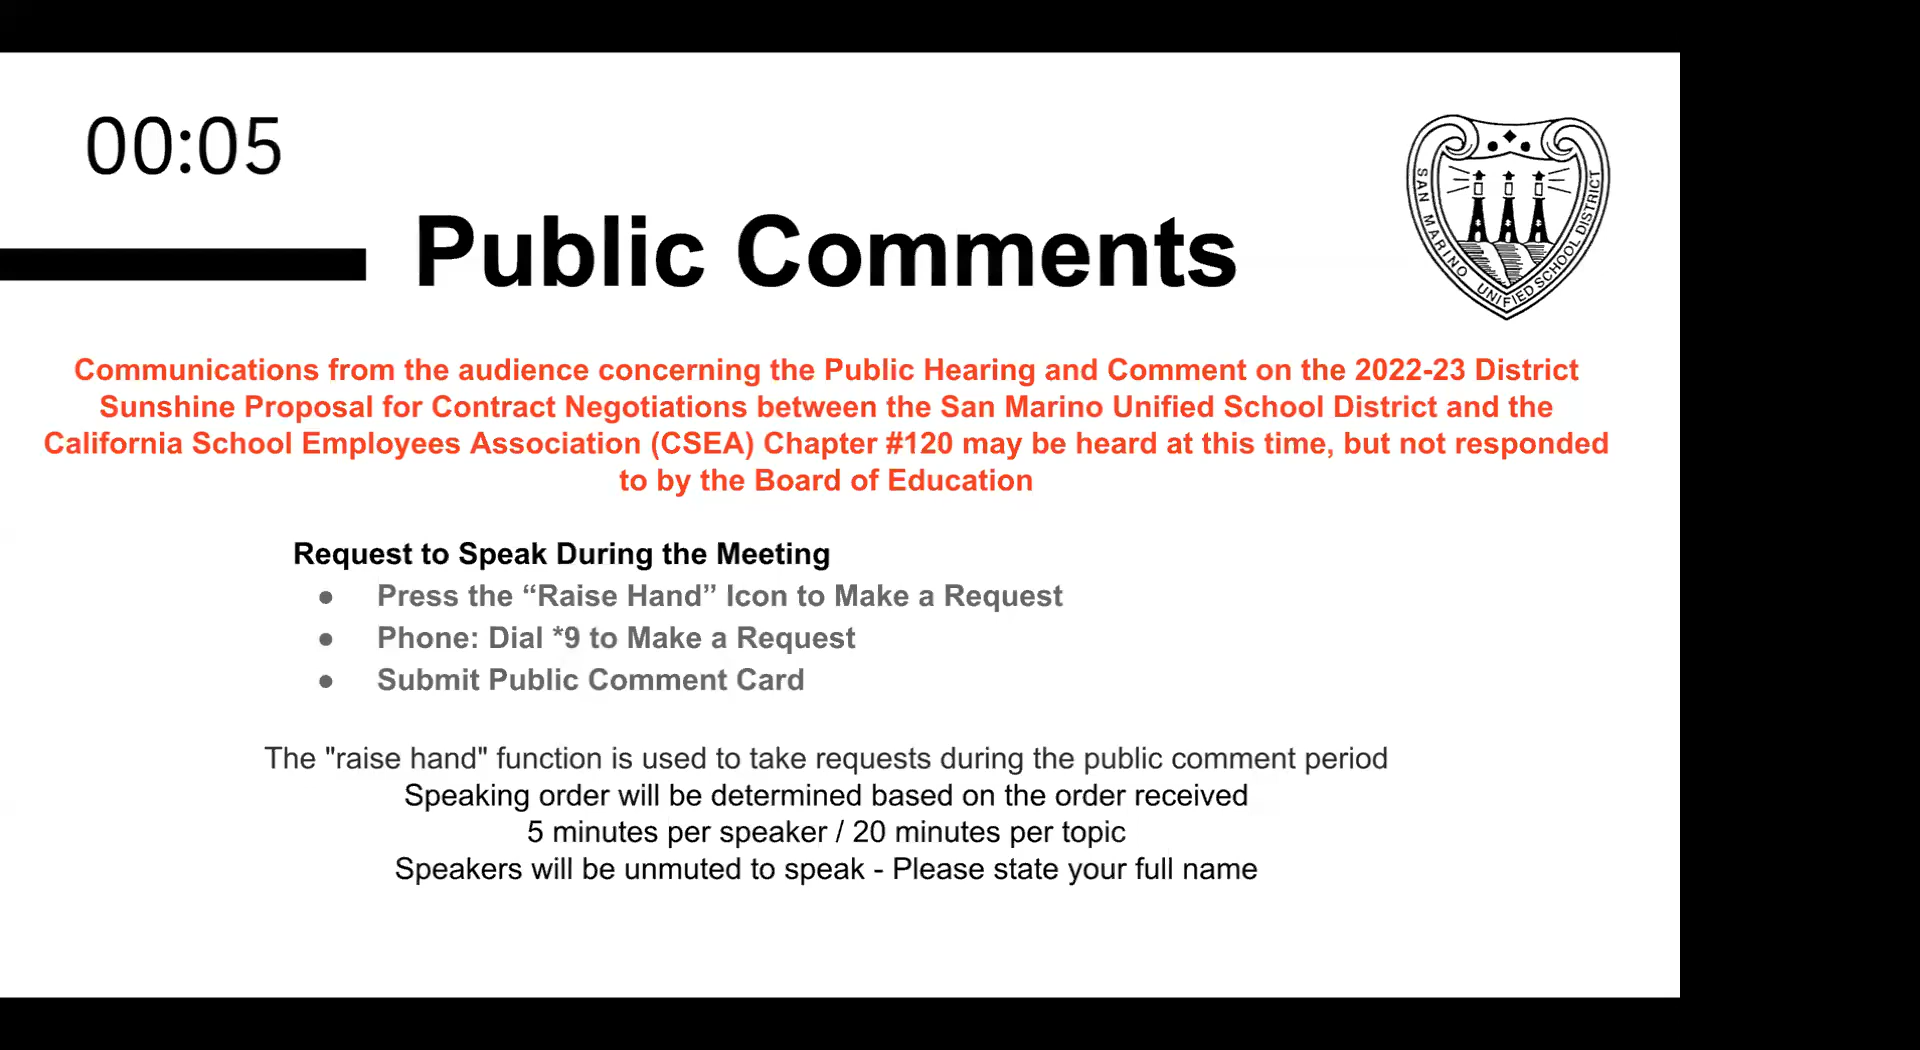 00:05
Public Comments
SAN MARINO UNIFIED SCHOOL DISTRICT
Communications from the audience concerning the Public Hearing and Comment on the 2022-23 District
Sunshine Proposal for Contract Negotiations between the San Marino Unified School District and the
California School Employees Association (CSEA) Chapter #120 may be heard at this time, but not responded
to by the Board of Education
Request to Speak During the Meeting
● Press the “Raise Hand” Icon to Make a Request
● Phone: Dial *9 to Make a Request
● Submit Public Comment Card
The "raise hand" function is used to take requests during the public comment period
Speaking order will be determined based on the order received
5 minutes per speaker / 20 minutes per topic
Speakers will be unmuted to speak - Please state your full name